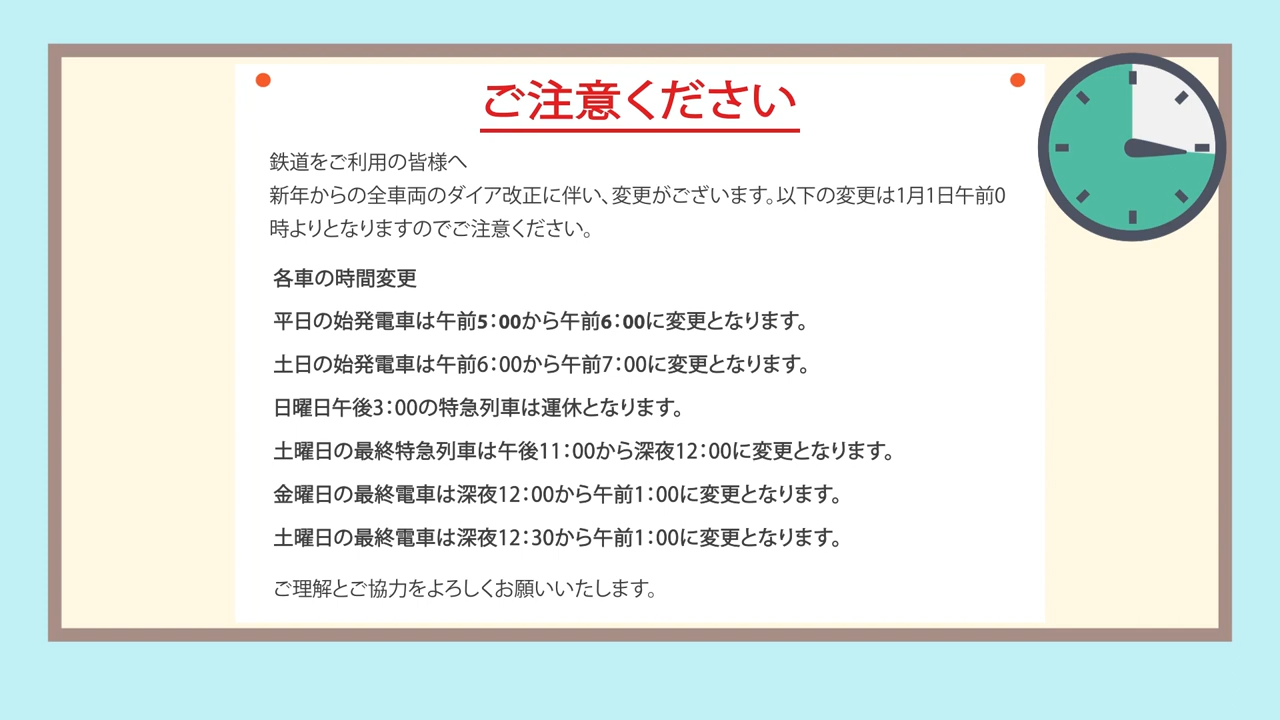 ご注意ください
鉄道をご利用の皆様へ
新年からの全車両のダイア改正に伴い、変更がございます。以下の変更は1月1日午前0
時よりとなりますのでご注意ください。
各車の時間変更
平日の始発電車は午前5：00から午前6：00に変更となります。
土日の始発電車は午前6：00から午前7：00に変更となります。
日曜日午後3：00の特急列車は運休となります。
土曜日の最終特急列車は午後11：00から深夜12：00に変更となります。
金曜日の最終電車は深夜12：00から午前1：00に変更となります。
土曜日の最終電車は深夜12：30から午前1：00に変更となります。
ご理解とご協力をよろしくお願いいたします。